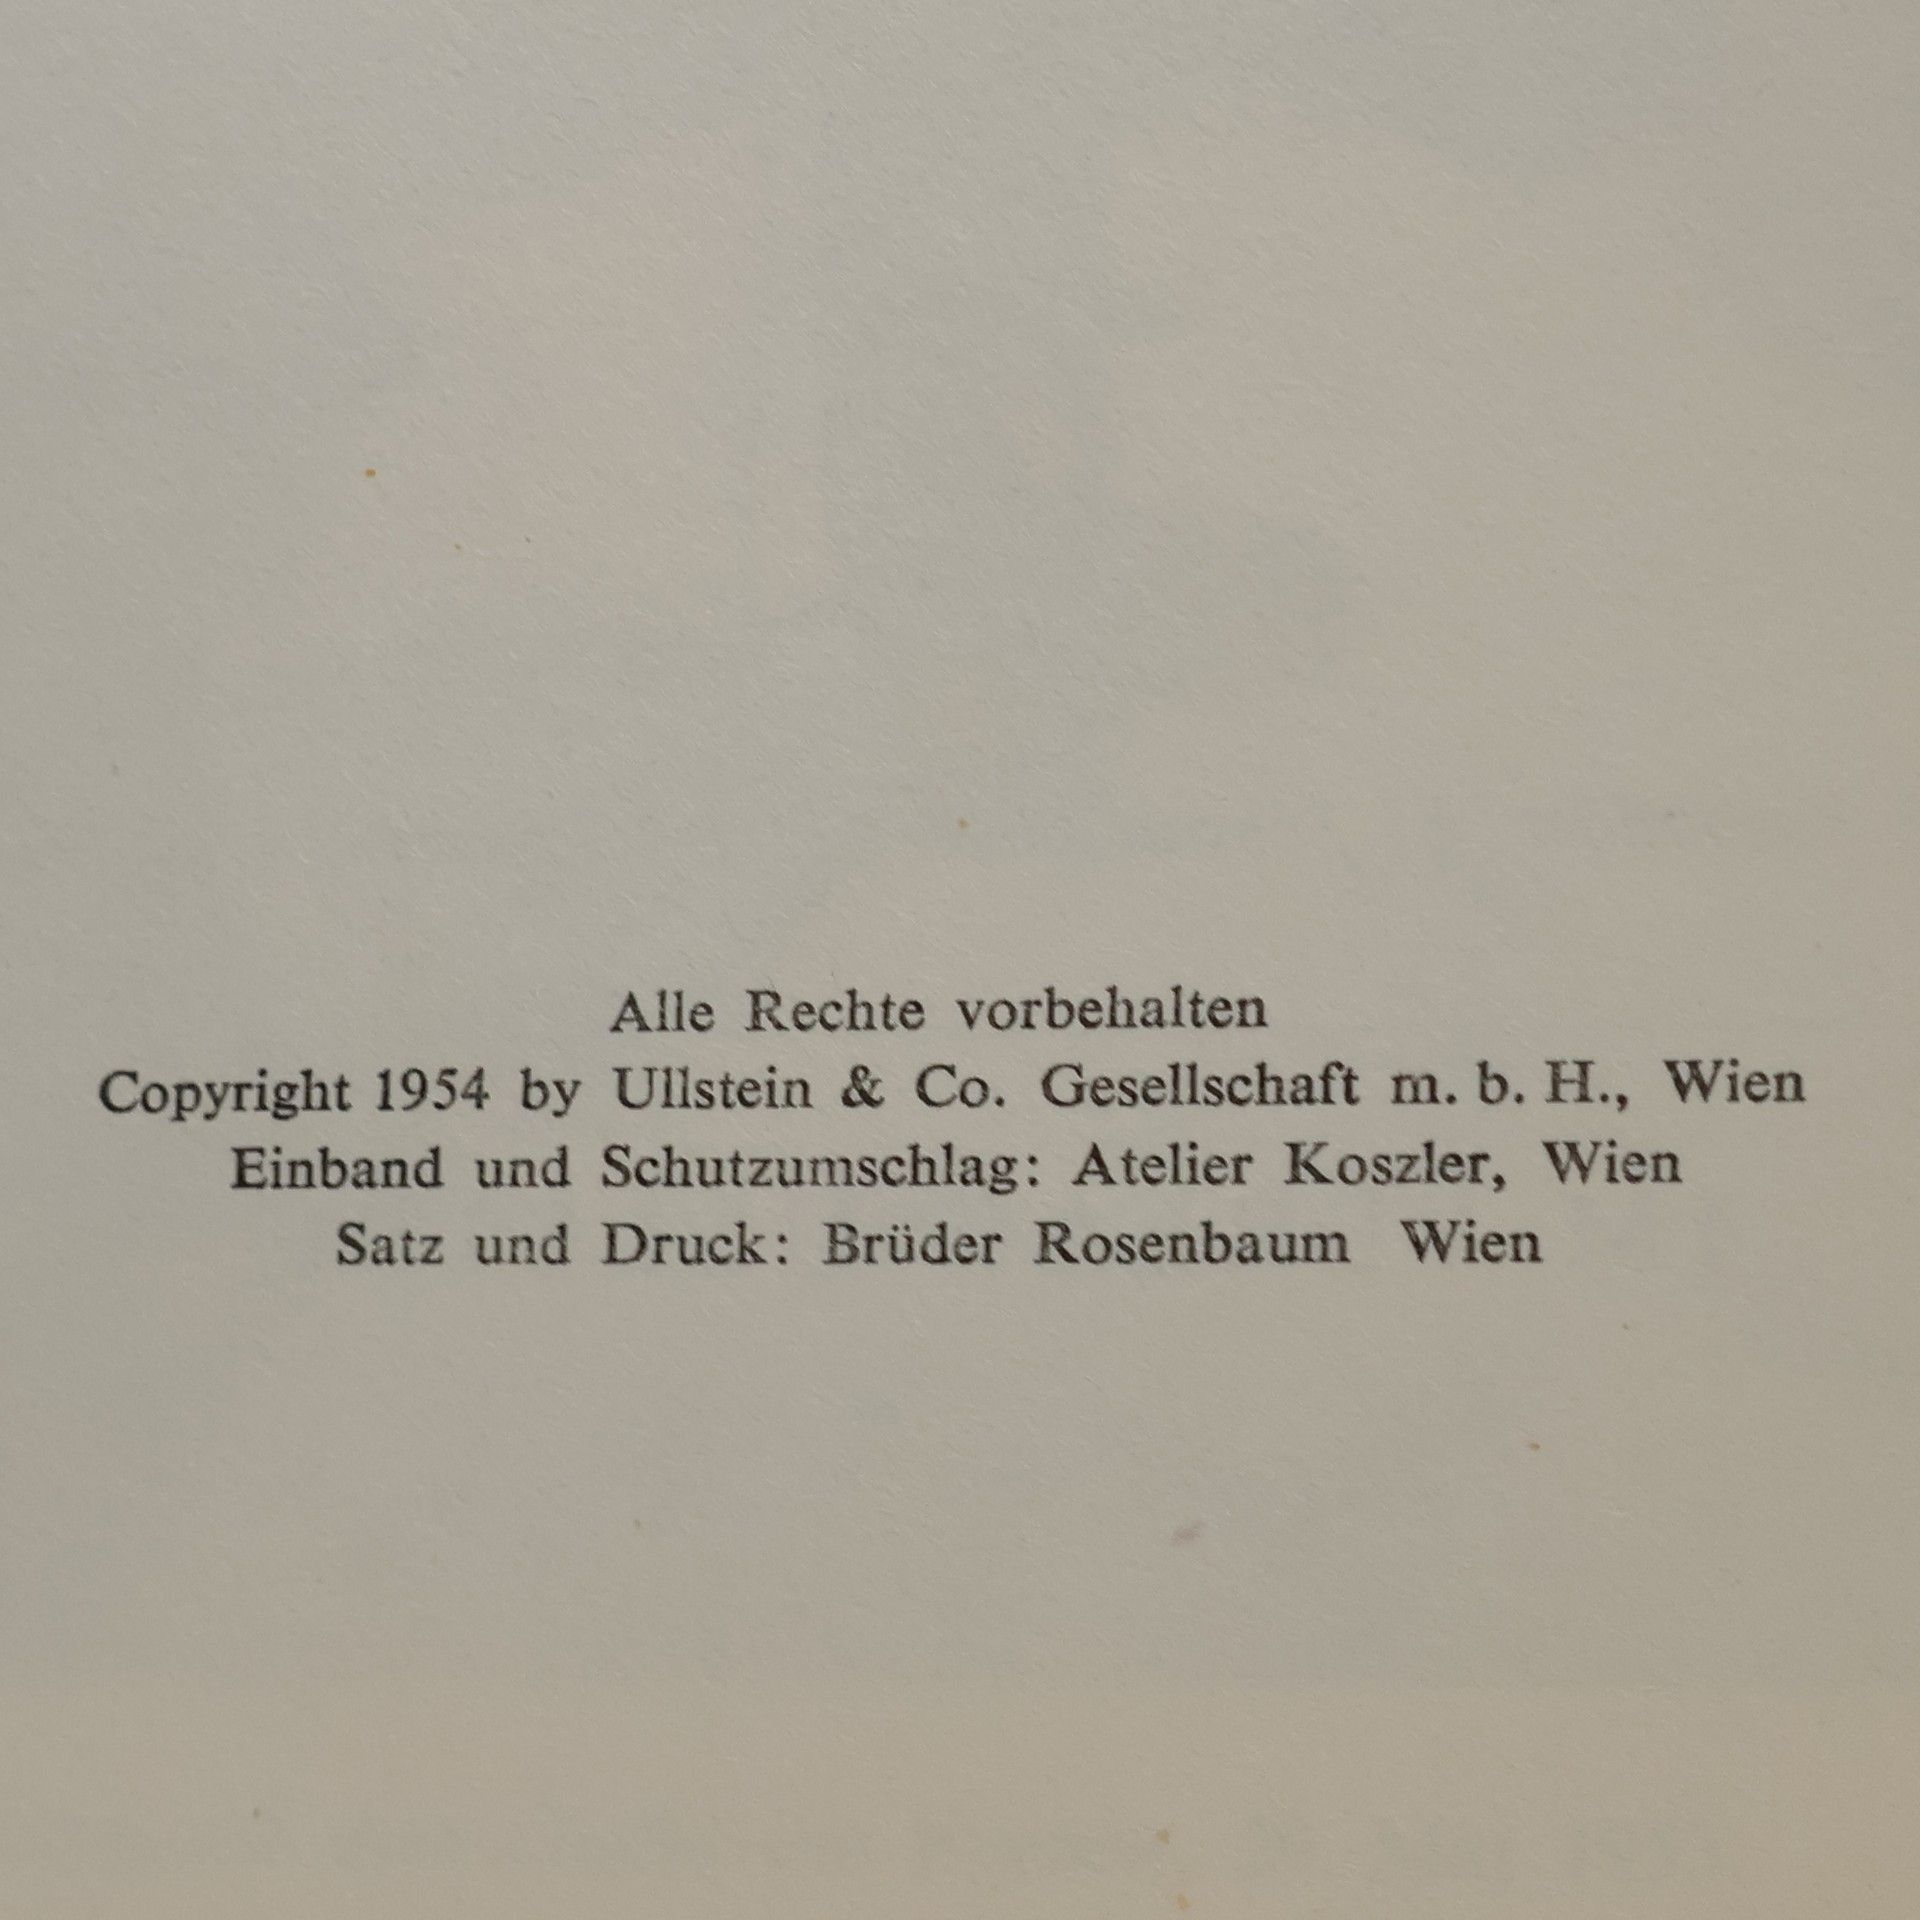 Alle Rechte vorbehalten
Copyright 1954 by Ullstein & Co. Gesellschaft m. b. H., Wien
Einband und Schutzumschlag: Atelier Koszler, Wien
Satz und Druck: Brüder Rosenbaum Wien